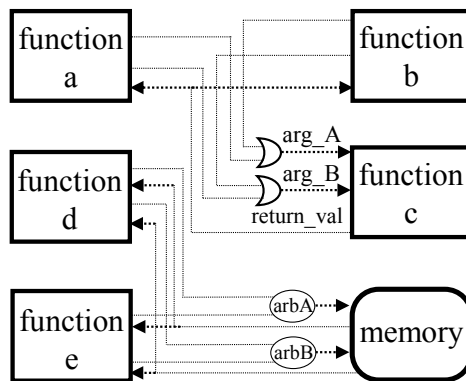 function
a
function
b
arg_A
arg_B
return_val
function
c
function
d
arbA
function
e
arbB
memory